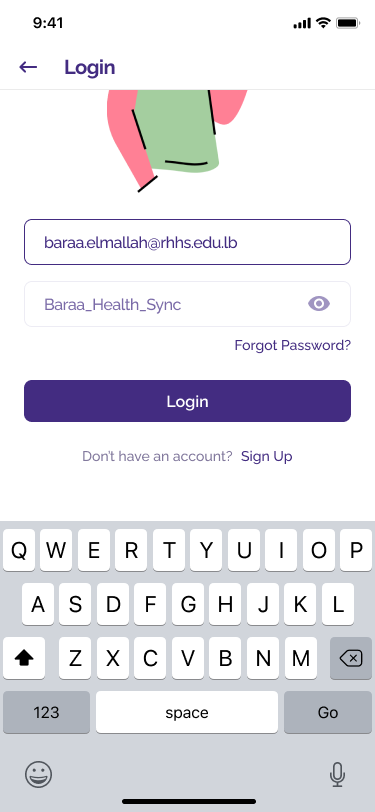 9:41
Login
baraa.elmallah@rhhs.edu.lb
Baraa_Health_Sync
Forgot Password?
Login
Don't have an account? Sign Up
Q W E R T Y U I O P
A S D F G H J K L
Z X C V B N M
123 space Go